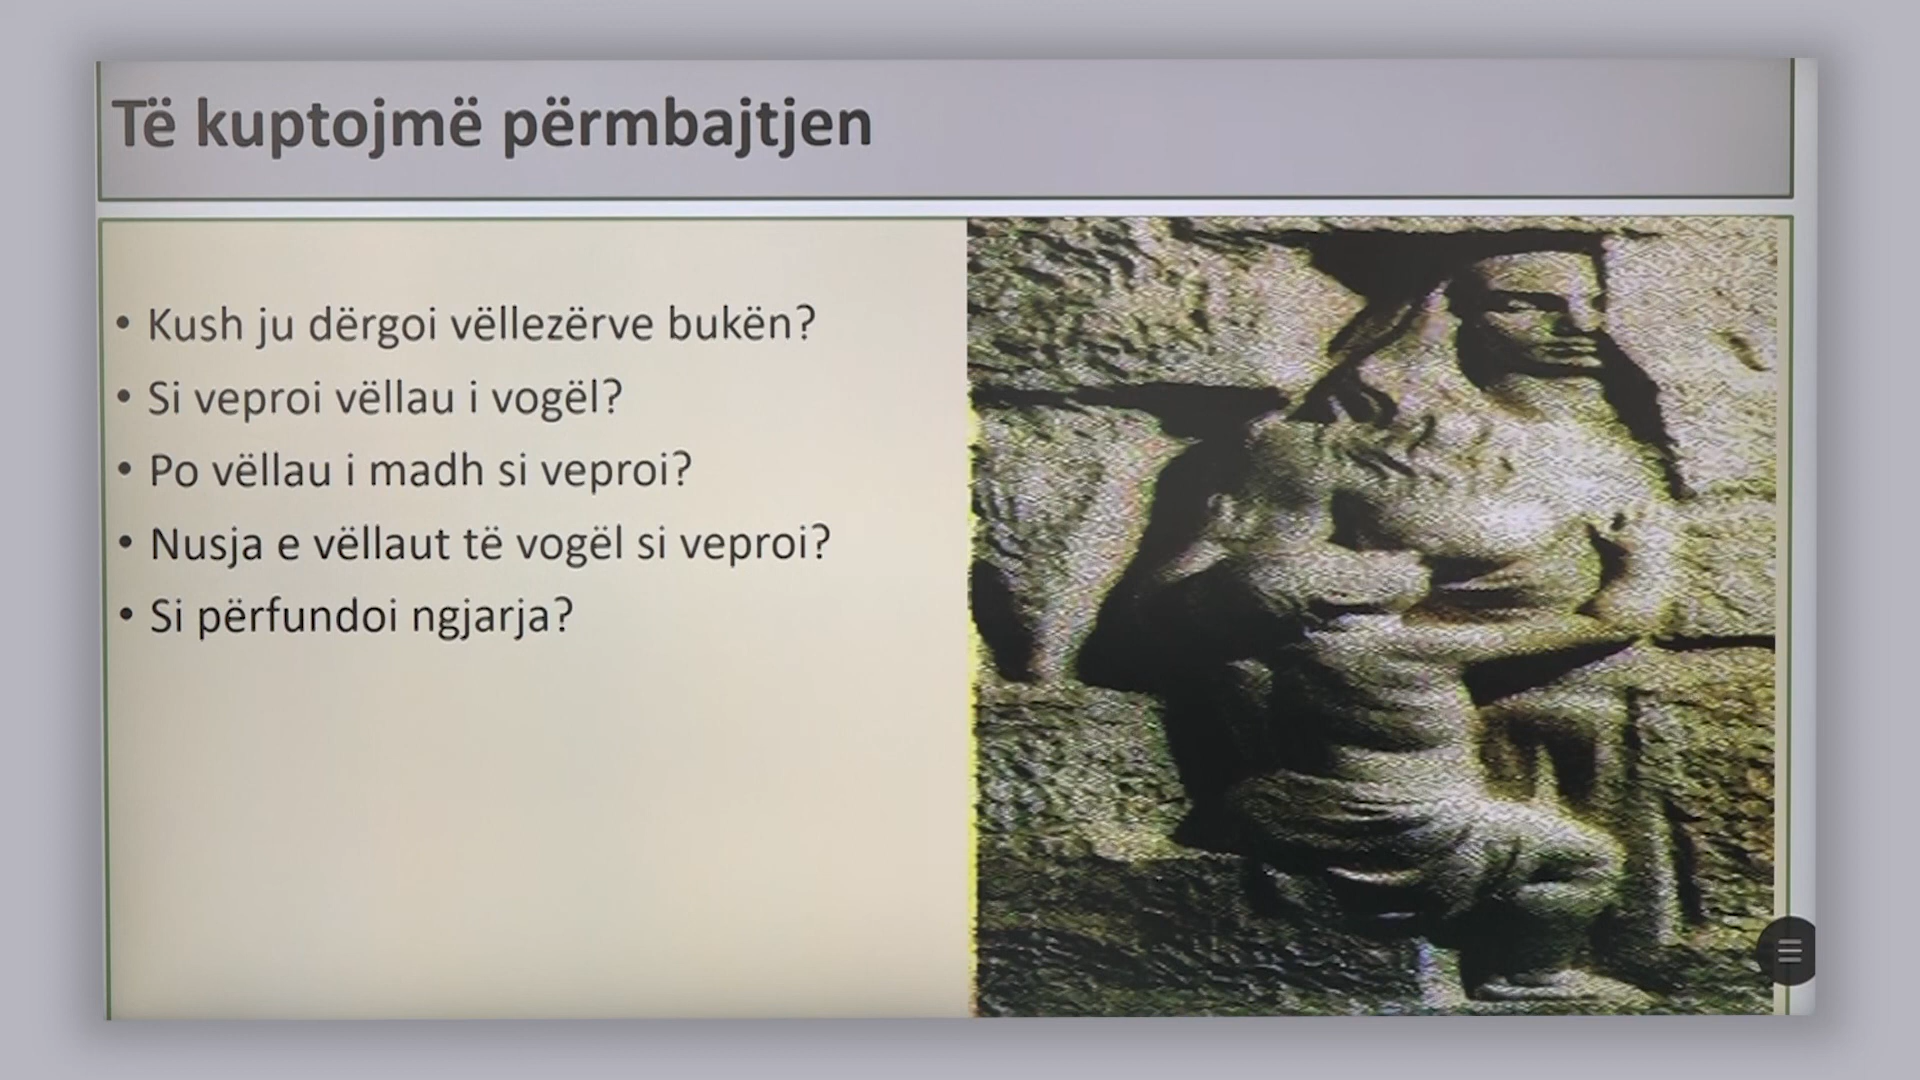 Të kuptojmë përmbajtjen
• Kush ju dërgoi vëllezërve bukën?
• Si veproi vëllau i vogël?
• Po vëllau i madh si veproi?
• Nusja e vëllaut të vogël si veproi?
• Si përfundoi ngjarja?